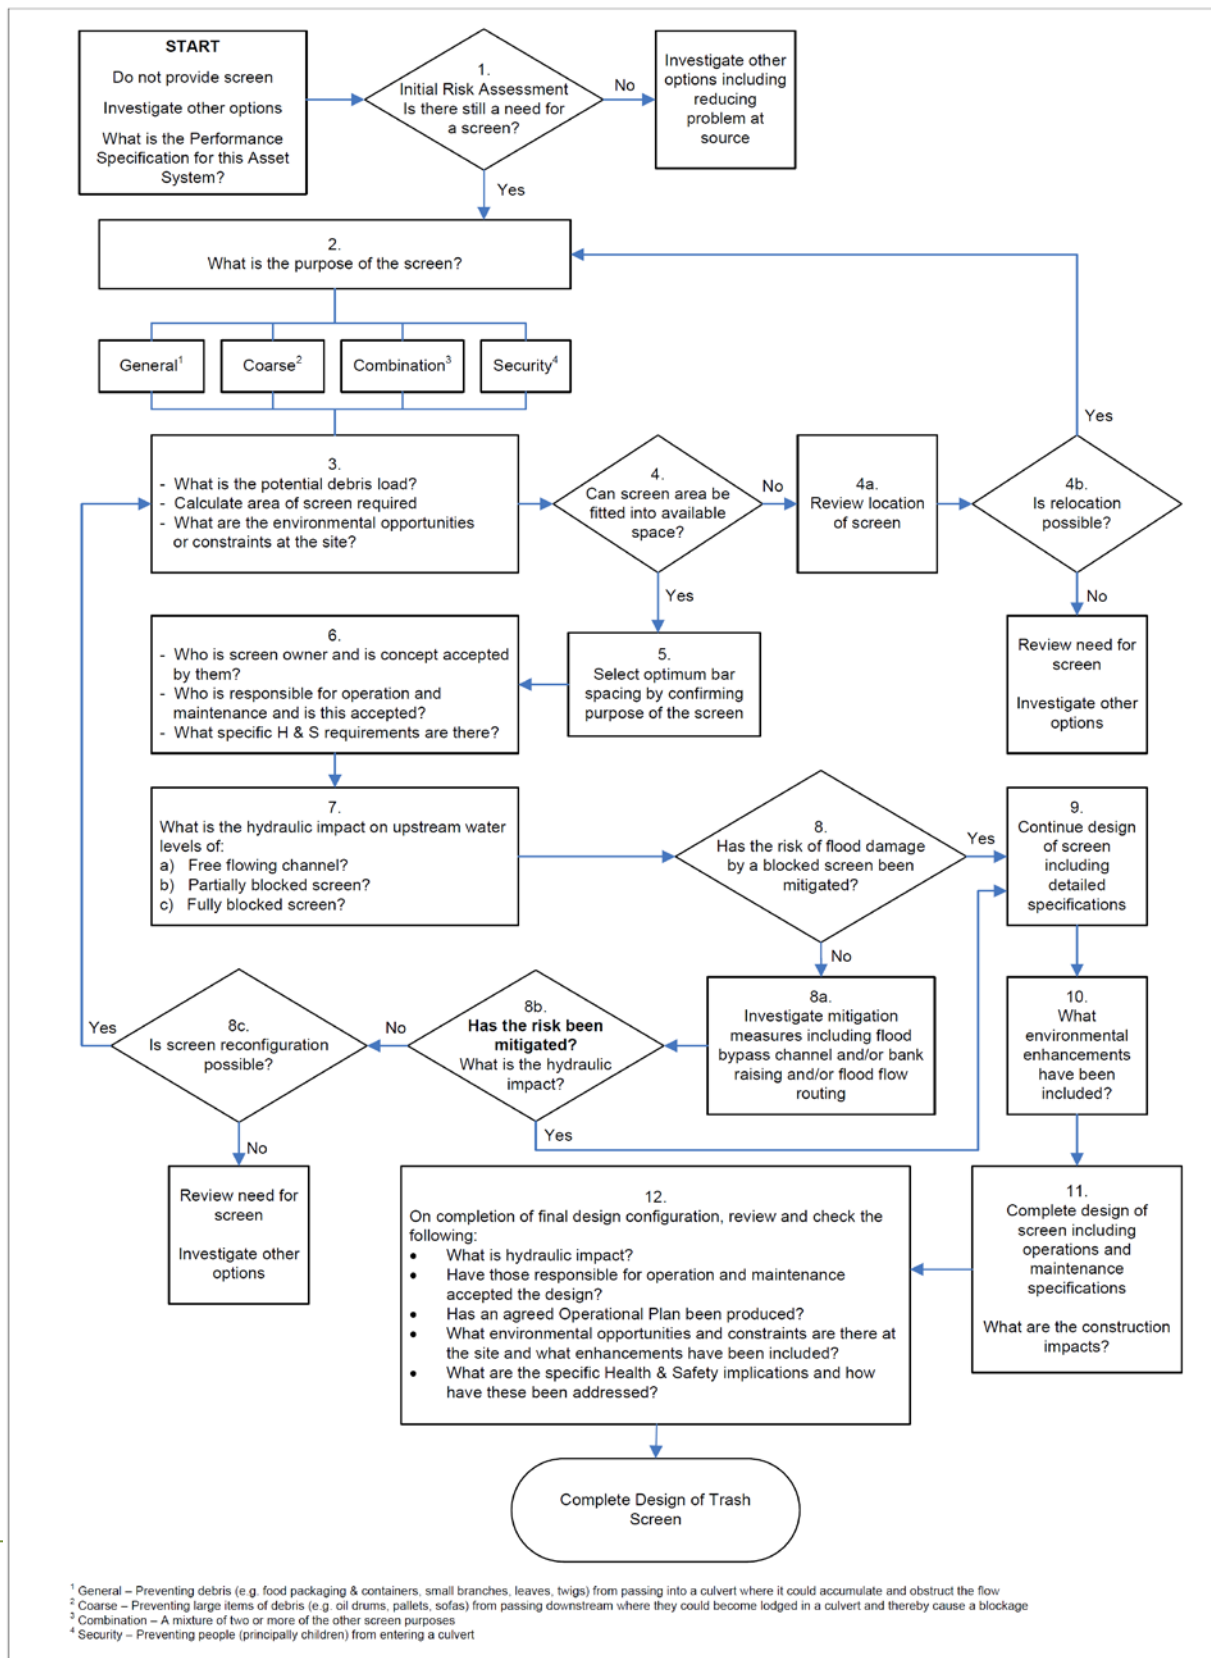 START
Do not provide screen
Investigate other options
What is the Performance
Specification for this Asset
System?
1.
Initial Risk Assessment
Is there still a need for
a screen?
No
Investigate other
options including
reducing
problem at
source
Yes
2.
What is the purpose of the screen?
General¹
Coarse²
Combination³
Security⁴
Yes
3.
- What is the potential debris load?
- Calculate area of screen required
- What are the environmental opportunities
or constraints at the site?
4.
Can screen area be
fitted into available
space?
No
4a.
Review location
of screen
4b.
Is relocation
possible?
Yes
No
6.
- Who is screen owner and is concept accepted
by them?
- Who is responsible for operation and
maintenance and is this accepted?
- What specific H & S requirements are there?
5.
Select optimum bar
spacing by confirming
purpose of the screen
Review need for
screen
Investigate other
options
7.
What is the hydraulic impact on upstream water
levels of:
a) Free flowing channel?
b) Partially blocked screen?
c) Fully blocked screen?
8.
Has the risk of flood damage
by a blocked screen been
mitigated?
Yes
9.
Continue design
of screen
including
detailed
specifications
No
Yes
8c.
Is screen reconfiguration
possible?
No
8b.
Has the risk been
mitigated?
What is the hydraulic
impact?
8a.
Investigate mitigation
measures including flood
bypass channel and/or bank
raising and/or flood flow
routing
10.
What
environmental
enhancements
have been
included?
No
Yes
Review need for
screen
Investigate other
options
12.
On completion of final design configuration, review and check the
following:
• What is hydraulic impact?
• Have those responsible for operation and maintenance
accepted the design?
• Has an agreed Operational Plan been produced?
• What environmental opportunities and constraints are there at
the site and what enhancements have been included?
• What are the specific Health & Safety implications and how
have these been addressed?
11.
Complete design of
screen including
operations and
maintenance
specifications
What are the construction
impacts?
Complete Design of Trash
Screen
¹ General – Preventing debris (e.g. food packaging & containers, small branches, leaves, twigs) from passing into a culvert where it could accumulate and obstruct the flow
² Coarse – Preventing large items of debris (e.g. oil drums, pallets, sofas) from passing downstream where they could become lodged in a culvert and thereby cause a blockage
³ Combination – A mixture of two or more of the other screen purposes
⁴ Security – Preventing people (principally children) from entering a culvert